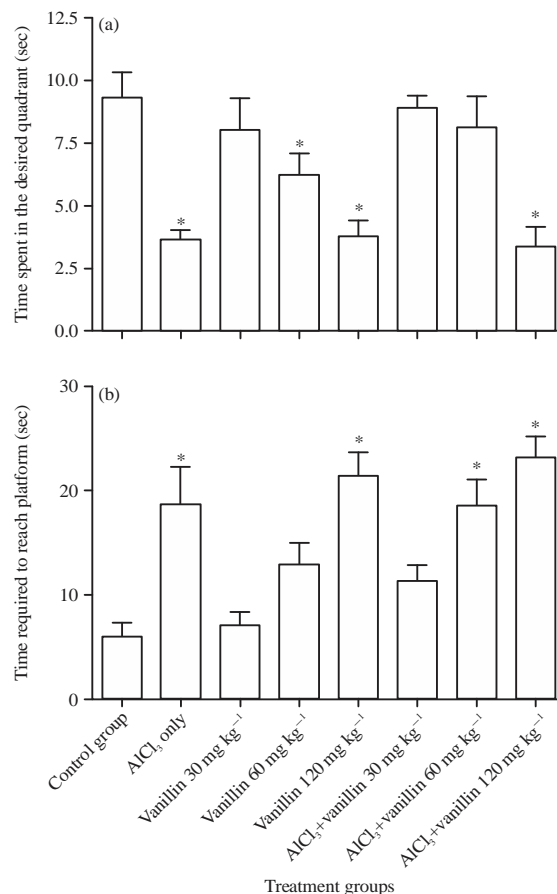 (a)
Time spent in the desired quadrant (sec)
12.5
10.0
7.5
5.0
2.5
0.0
*
*
*
*
(b)
Time required to reach platform (sec)
30
20
10
0
*
*
*
*
Control group
AlCl₃ only
Vanillin 30 mg kg⁻¹
Vanillin 60 mg kg⁻¹
Vanillin 120 mg kg⁻¹
AlCl₃+vanillin 30 mg kg⁻¹
AlCl₃+vanillin 60 mg kg⁻¹
AlCl₃+vanillin 120 mg kg⁻¹
Treatment groups